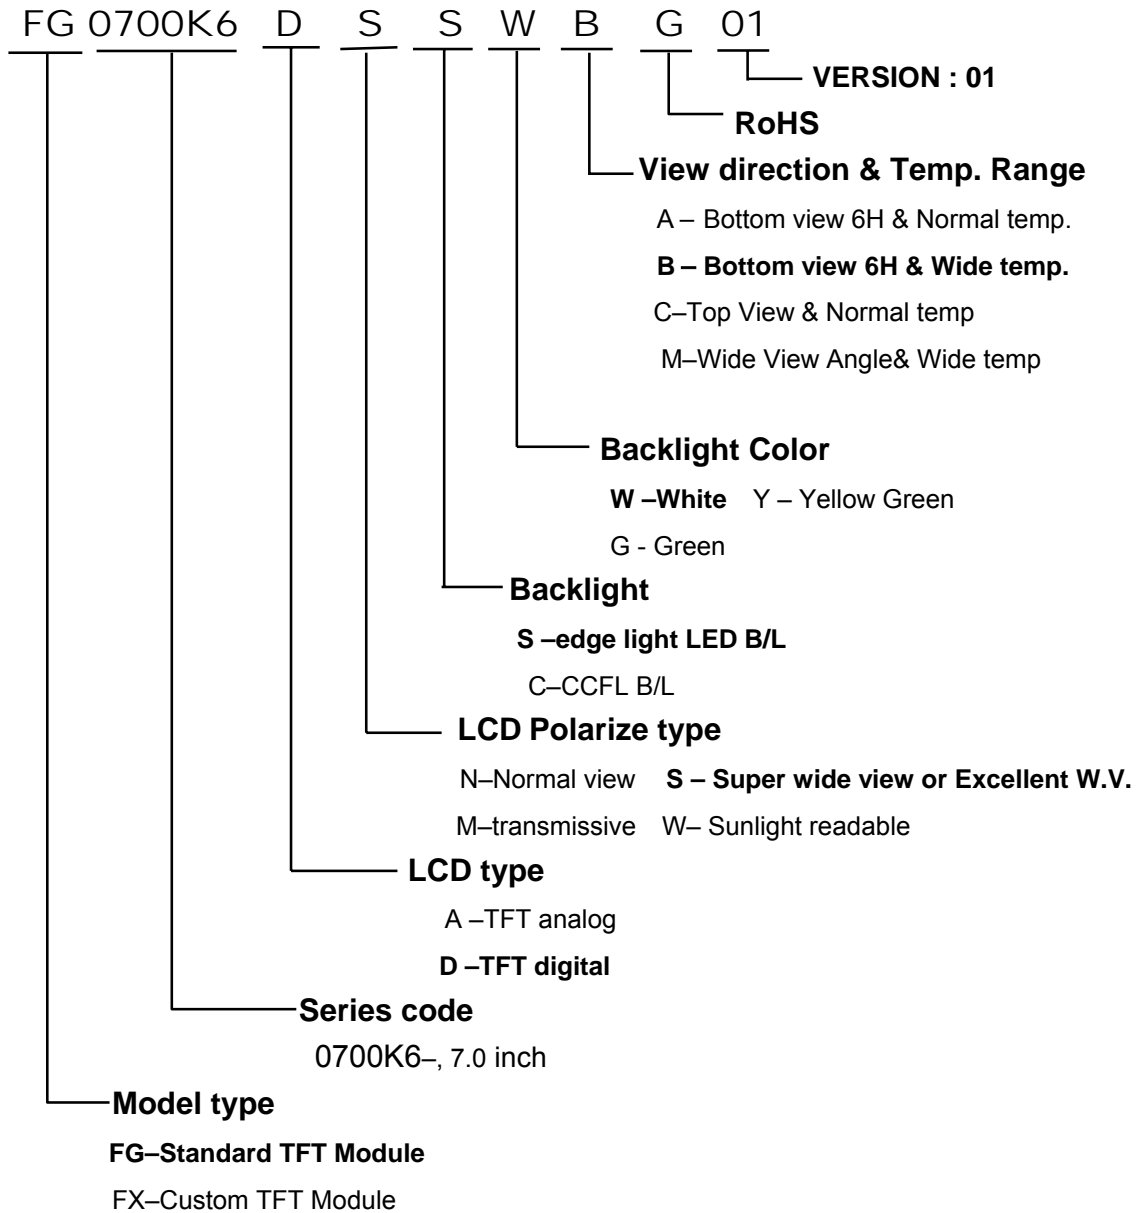 FG 0700K6 D S S W B G 01
VERSION : 01
RoHS
View direction & Temp. Range
A – Bottom view 6H & Normal temp.
B – Bottom view 6H & Wide temp.
C–Top View & Normal temp
M–Wide View Angle& Wide temp
Backlight Color
W –White Y – Yellow Green
G - Green
Backlight
S –edge light LED B/L
C–CCFL B/L
LCD Polarize type
N–Normal view S – Super wide view or Excellent W.V.
M–transmissive W– Sunlight readable
LCD type
A –TFT analog
D –TFT digital
Series code
0700K6–, 7.0 inch
Model type
FG–Standard TFT Module
FX–Custom TFT Module